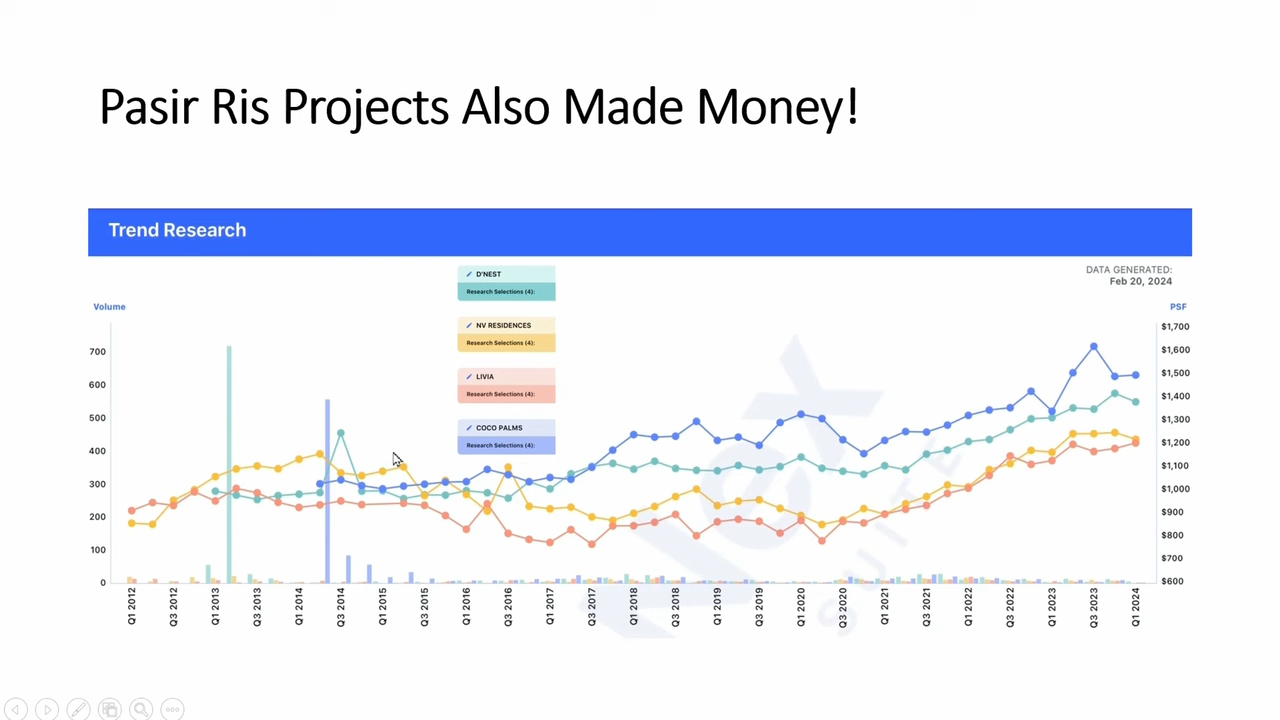 Pasir Ris Projects Also Made Money!
Trend Research
DATA GENERATED:
Feb 20, 2024
D'NEST
Research Selections (4):
NV RESIDENCES
Research Selections (4):
LIVIA
Research Selections (4):
COCO PALMS
Research Selections (4):
Volume
700
600
500
400
300
200
100
0
PSF
$1,700
$1,600
$1,500
$1,400
$1,300
$1,200
$1,100
$1,000
$900
$800
$700
$600
Q1 2012
Q3 2012
Q1 2013
Q3 2013
Q1 2014
Q3 2014
Q1 2015
Q3 2015
Q1 2016
Q3 2016
Q1 2017
Q3 2017
Q1 2018
Q3 2018
Q1 2019
Q3 2019
Q1 2020
Q3 2020
Q1 2021
Q3 2021
Q1 2022
Q3 2022
Q1 2023
Q3 2023
Q1 2024
Nex
SUITE